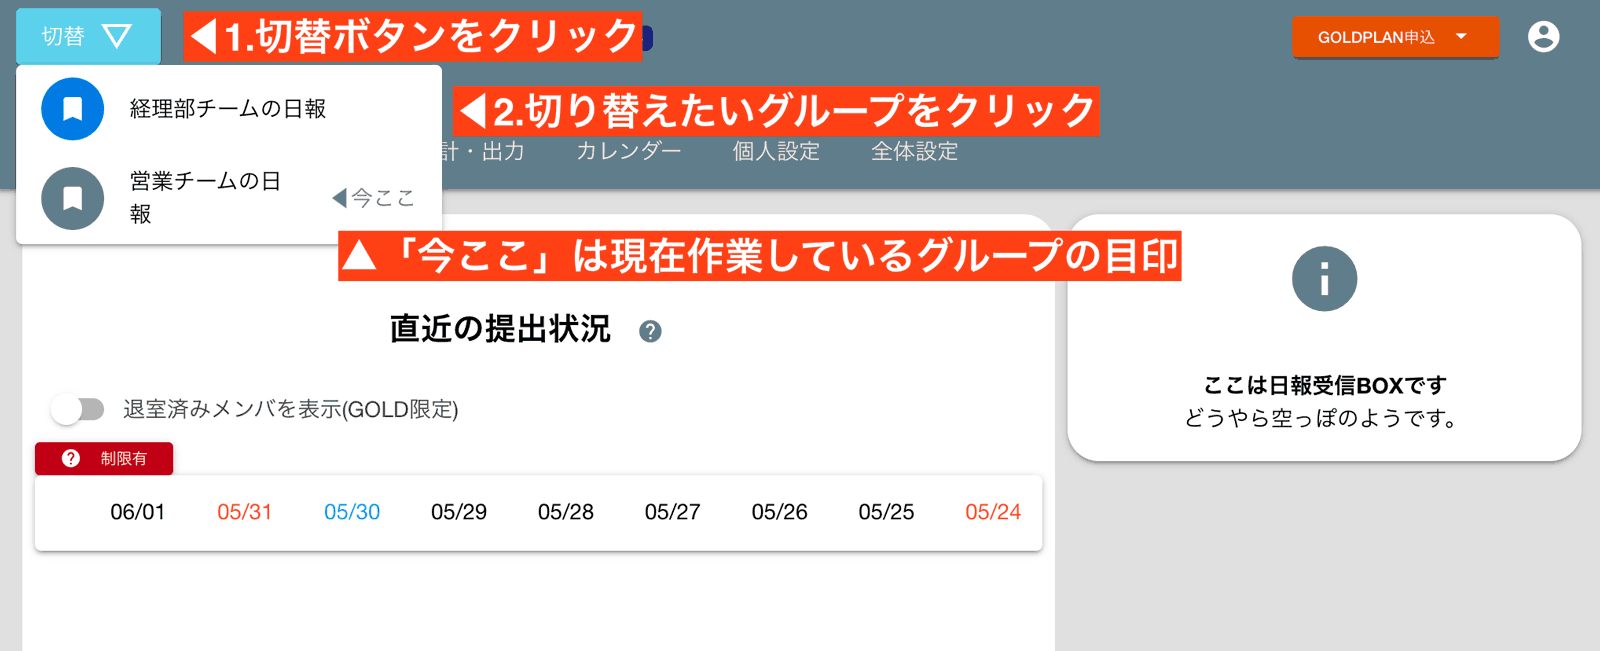 切替
◀1.切替ボタンをクリック
GOLDPLAN申込
経理部チームの日報
◀2.切り替えたいグループをクリック
計・出力
カレンダー
個人設定
全体設定
営業チームの日
報
◀今ここ
▲「今ここ」は現在作業しているグループの目印
直近の提出状況
?
退室済みメンバを表示(GOLD限定)
? 制限有
06/01 05/31 05/30 05/29 05/28 05/27 05/26 05/25 05/24
i
ここは日報受信BOXです
どうやら空っぽのようです。